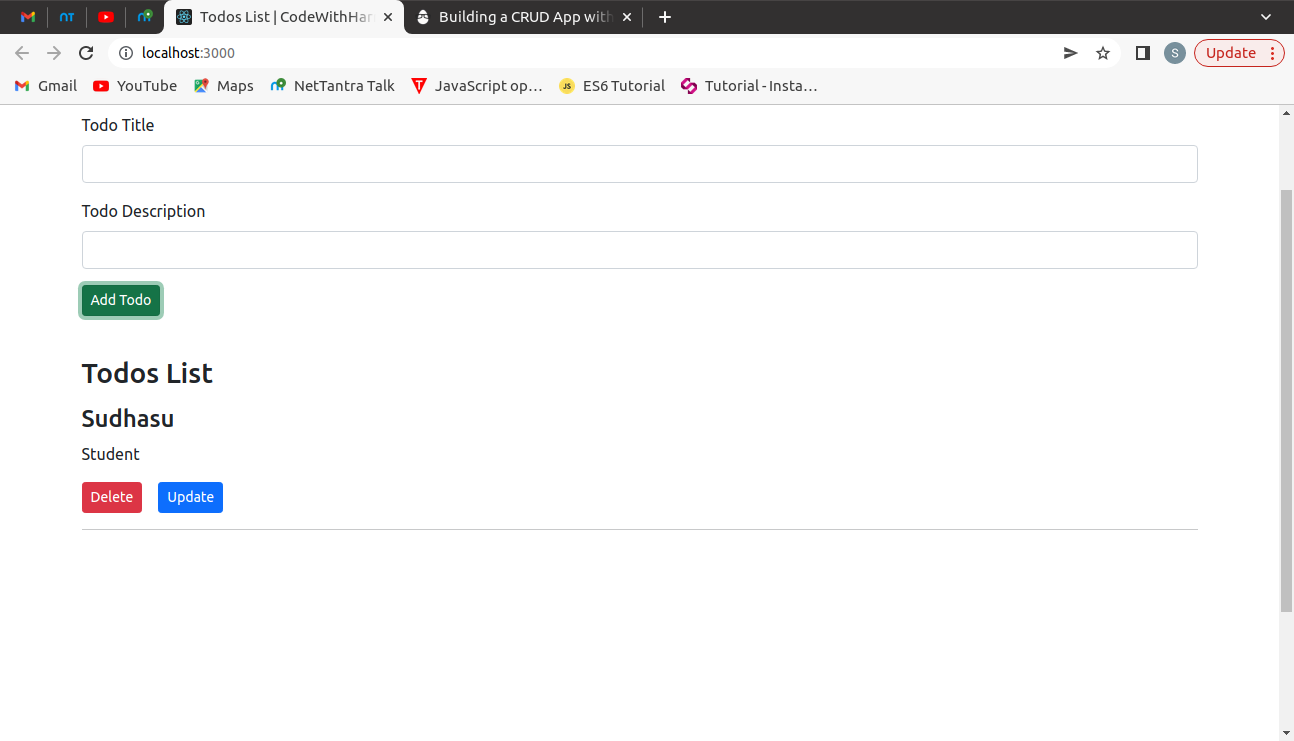 Todos List | CodeWithHar
Building a CRUD App with
localhost:3000
S
Update
Gmail
YouTube
Maps
NetTantra Talk
JavaScript op...
JS
ES6 Tutorial
Tutorial - Insta...
Todo Title
Todo Description
Add Todo
Todos List
Sudhasu
Student
Delete
Update